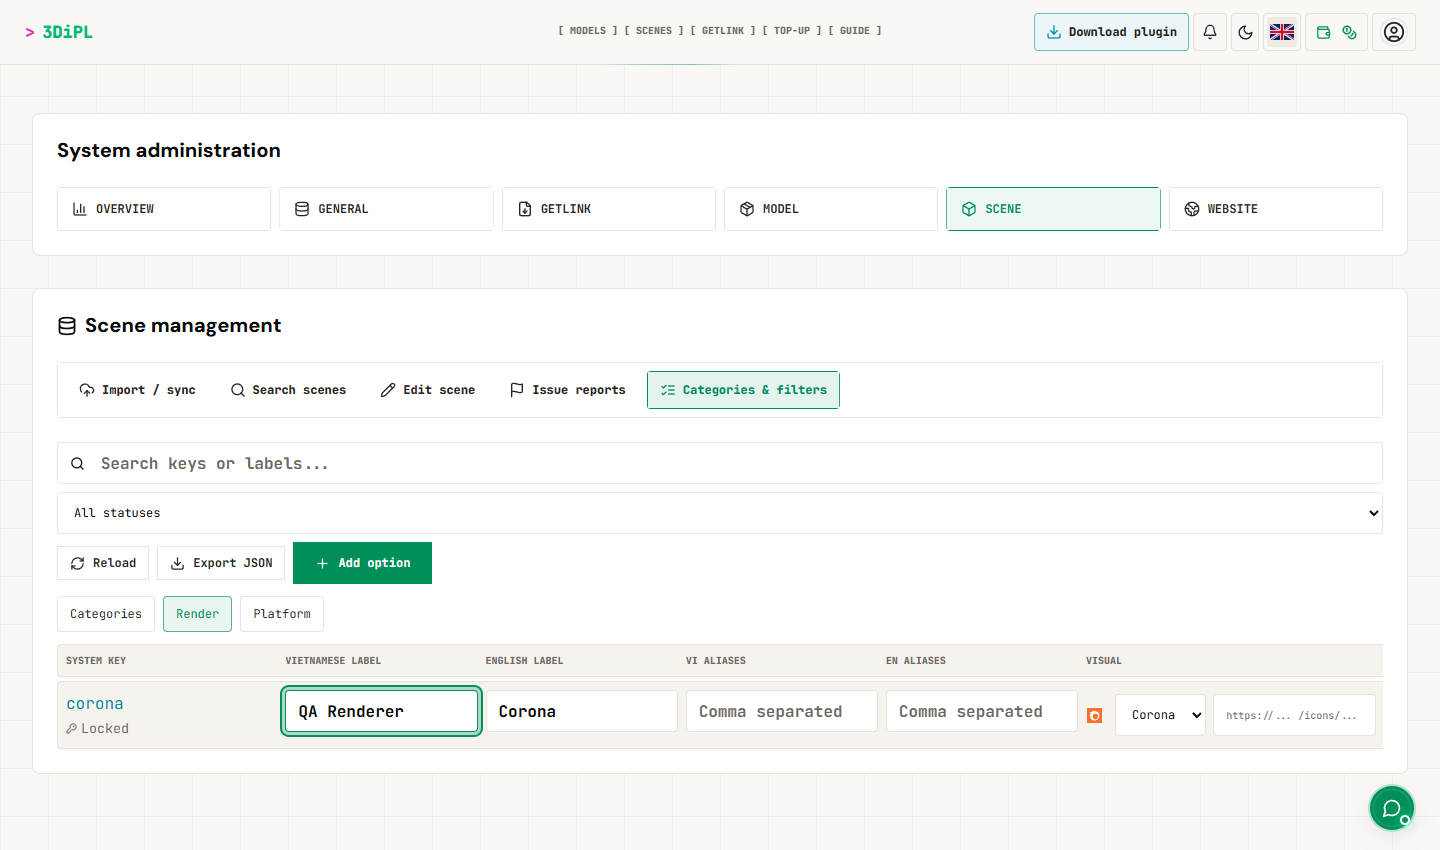 > 3DiPL
[ MODELS ] [ SCENES ] [ GETLINK ] [ TOP-UP ] [ GUIDE ]
Download plugin
System administration
OVERVIEW
GENERAL
GETLINK
MODEL
SCENE
WEBSITE
Scene management
Import / sync
Search scenes
Edit scene
Issue reports
Categories & filters
Search keys or labels...
All statuses
Reload
Export JSON
+ Add option
Categories
Render
Platform
SYSTEM KEY VIETNAMESE LABEL ENGLISH LABEL VI ALIASES EN ALIASES VISUAL
corona
Locked
QA Renderer
Corona
Comma separated
Comma separated
Corona
https://... /icons/...